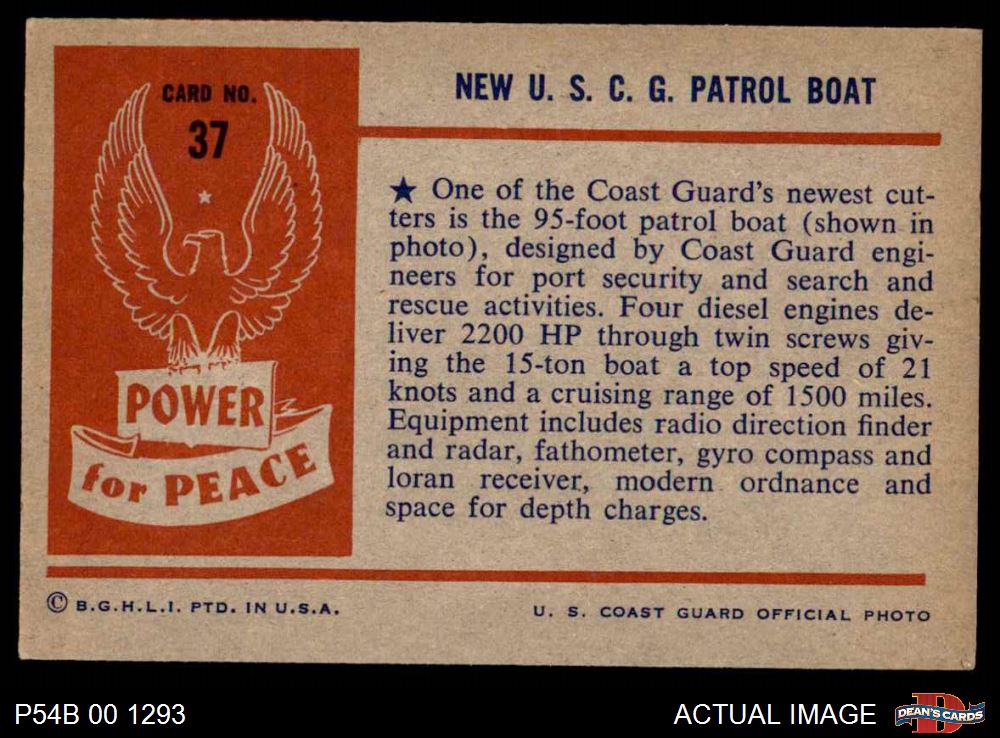 CARD NO.
37
POWER
for PEACE
NEW U. S. C. G. PATROL BOAT
★ One of the Coast Guard's newest cut-
ters is the 95-foot patrol boat (shown in
photo), designed by Coast Guard engi-
neers for port security and search and
rescue activities. Four diesel engines de-
liver 2200 HP through twin screws giv-
ing the 15-ton boat a top speed of 21
knots and a cruising range of 1500 miles.
Equipment includes radio direction finder
and radar, fathometer, gyro compass and
loran receiver, modern ordnance and
space for depth charges.
© B.G.H.L.I. PTD. IN U.S.A.
U. S. COAST GUARD OFFICIAL PHOTO
P54B 00 1293
ACTUAL IMAGE
D
DEAN'S CARDS